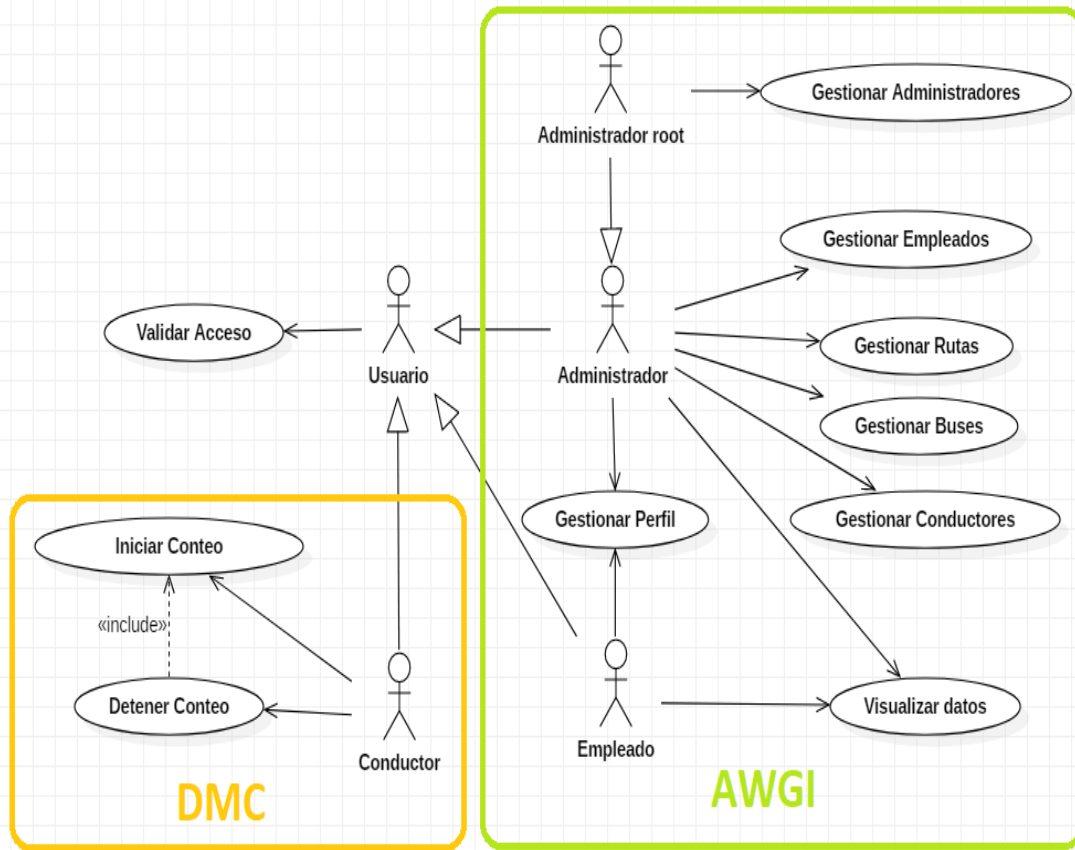 Administrador root
Gestionar Administradores
Gestionar Empleados
Validar Acceso
Usuario
Administrador
Gestionar Rutas
Gestionar Buses
Gestionar Perfil
Gestionar Conductores
Iniciar Conteo
«include»
Detener Conteo
Conductor
Empleado
Visualizar datos
DMC
AWGI